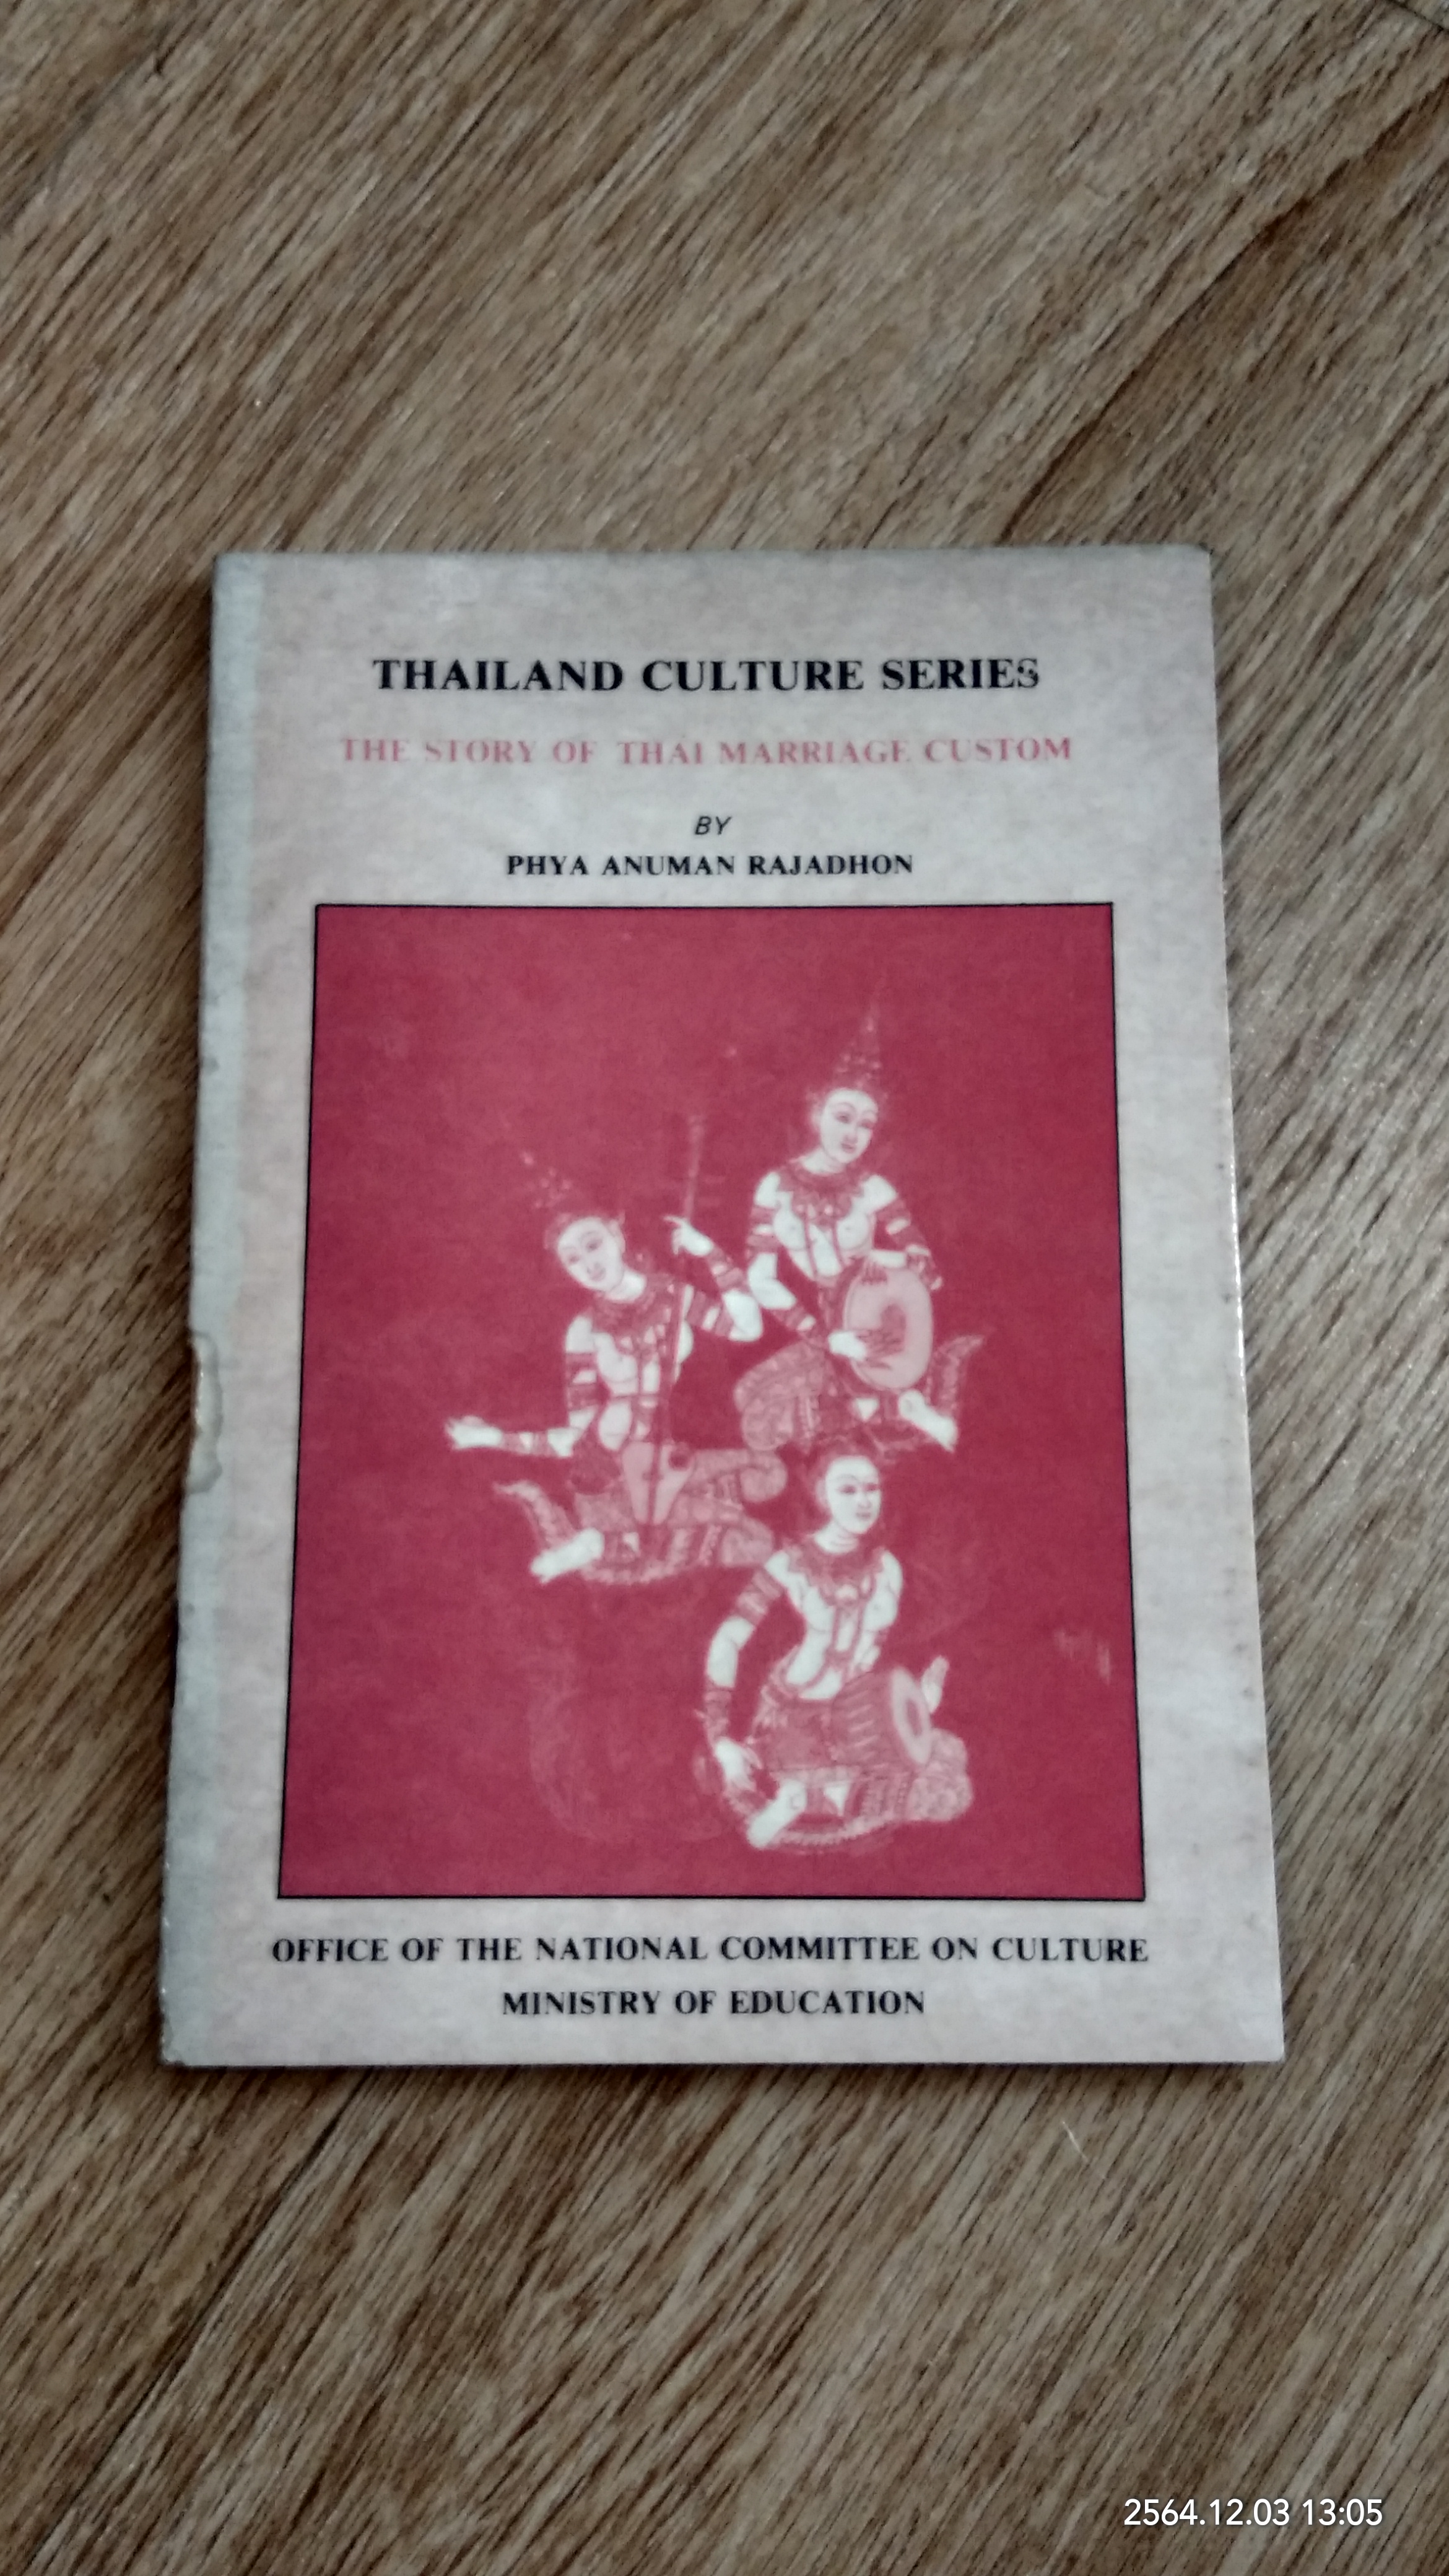 THAILAND CULTURE SERIES
THE STORY OF THAI MARRIAGE CUSTOM
BY
PHYA ANUMAN RAJADHON
OFFICE OF THE NATIONAL COMMITTEE ON CULTURE
MINISTRY OF EDUCATION
2564.12.03 13:05